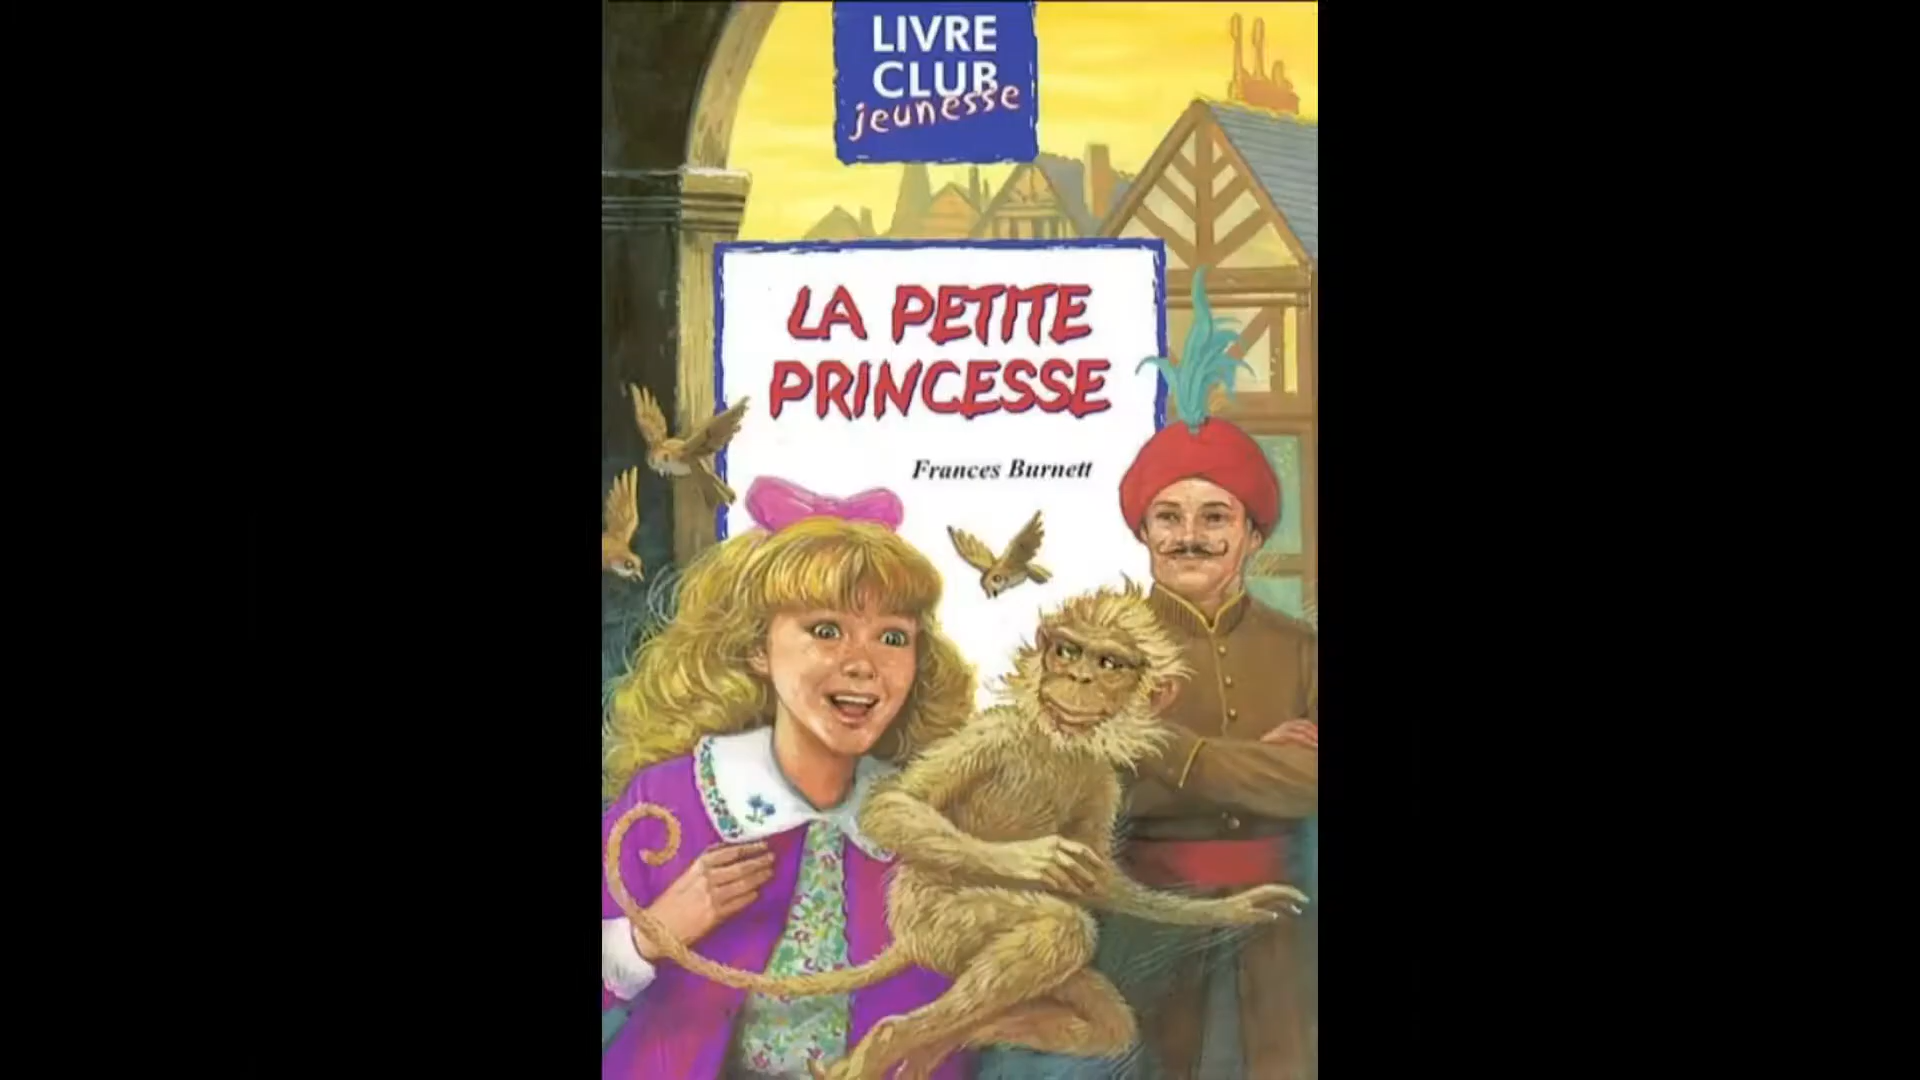 LIVRE
CLUB
jeunesse
LA PETITE
PRINCESSE
Frances Burnett